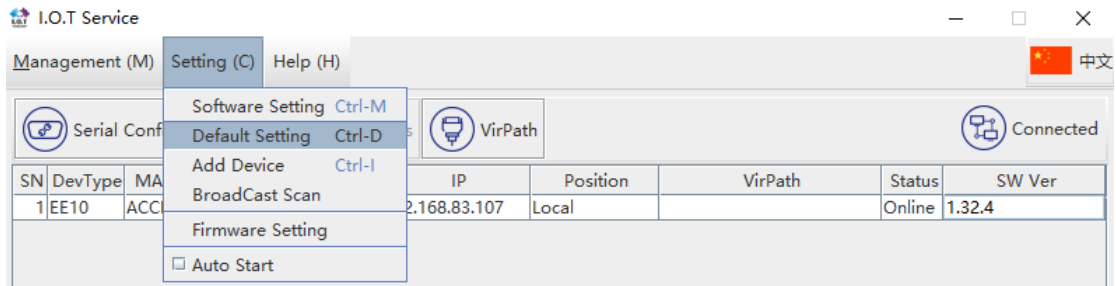 I.O.T Service
Management (M) Setting (C) Help (H) 中文
Software Setting Ctrl-M
Serial Conf VirPath Connected
Default Setting Ctrl-D
Add Device Ctrl-I
SN DevType MA IP Position VirPath Status SW Ver
BroadCast Scan
1 EE10 ACC 2.168.83.107 Local Online 1.32.4
Firmware Setting
Auto Start